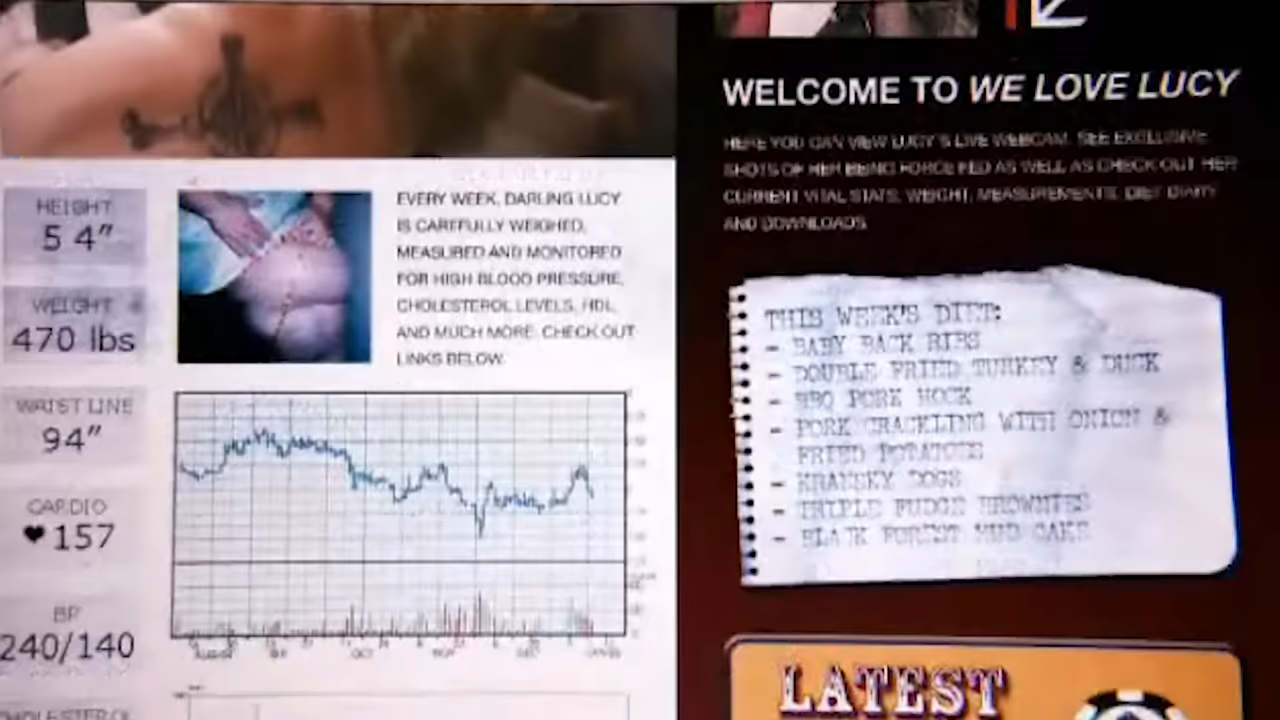 HEIGHT
5 4"
WEIGHT
470 lbs
WAIST LINE
94"
CARDIO
157
BP
240/140
CHOLESTEROL
EVERY WEEK, DARLING LUCY
IS CAREFULLY WEIGHED,
MEASURED AND MONITORED
FOR HIGH BLOOD PRESSURE,
CHOLESTEROL LEVELS, HDL,
AND MUCH MORE. CHECK OUT
LINKS BELOW.
OCT
WELCOME TO WE LOVE LUCY
HERE YOU CAN VIEW LUCY'S LIVE WEBCAM, SEE EXCLUSIVE
SHOTS OF HER BEING FORCE FED AS WELL AS CHECK OUT HER
CURRENT VITAL STATS, WEIGHT, MEASUREMENTS, DIET DIARY
AND DOWNLOADS
THIS WEEK'S DIET:
- BABY BACK RIBS
- DOUBLE FRIED TURKEY & DUCK
- BBQ PORK HOCK
- PORK CRACKLING WITH ONION &
FRIED POTATOES
- KRANSKY DOGS
- TRIPLE FUDGE BROWNIES
- BLACK FOREST MUD CAKE
LATEST